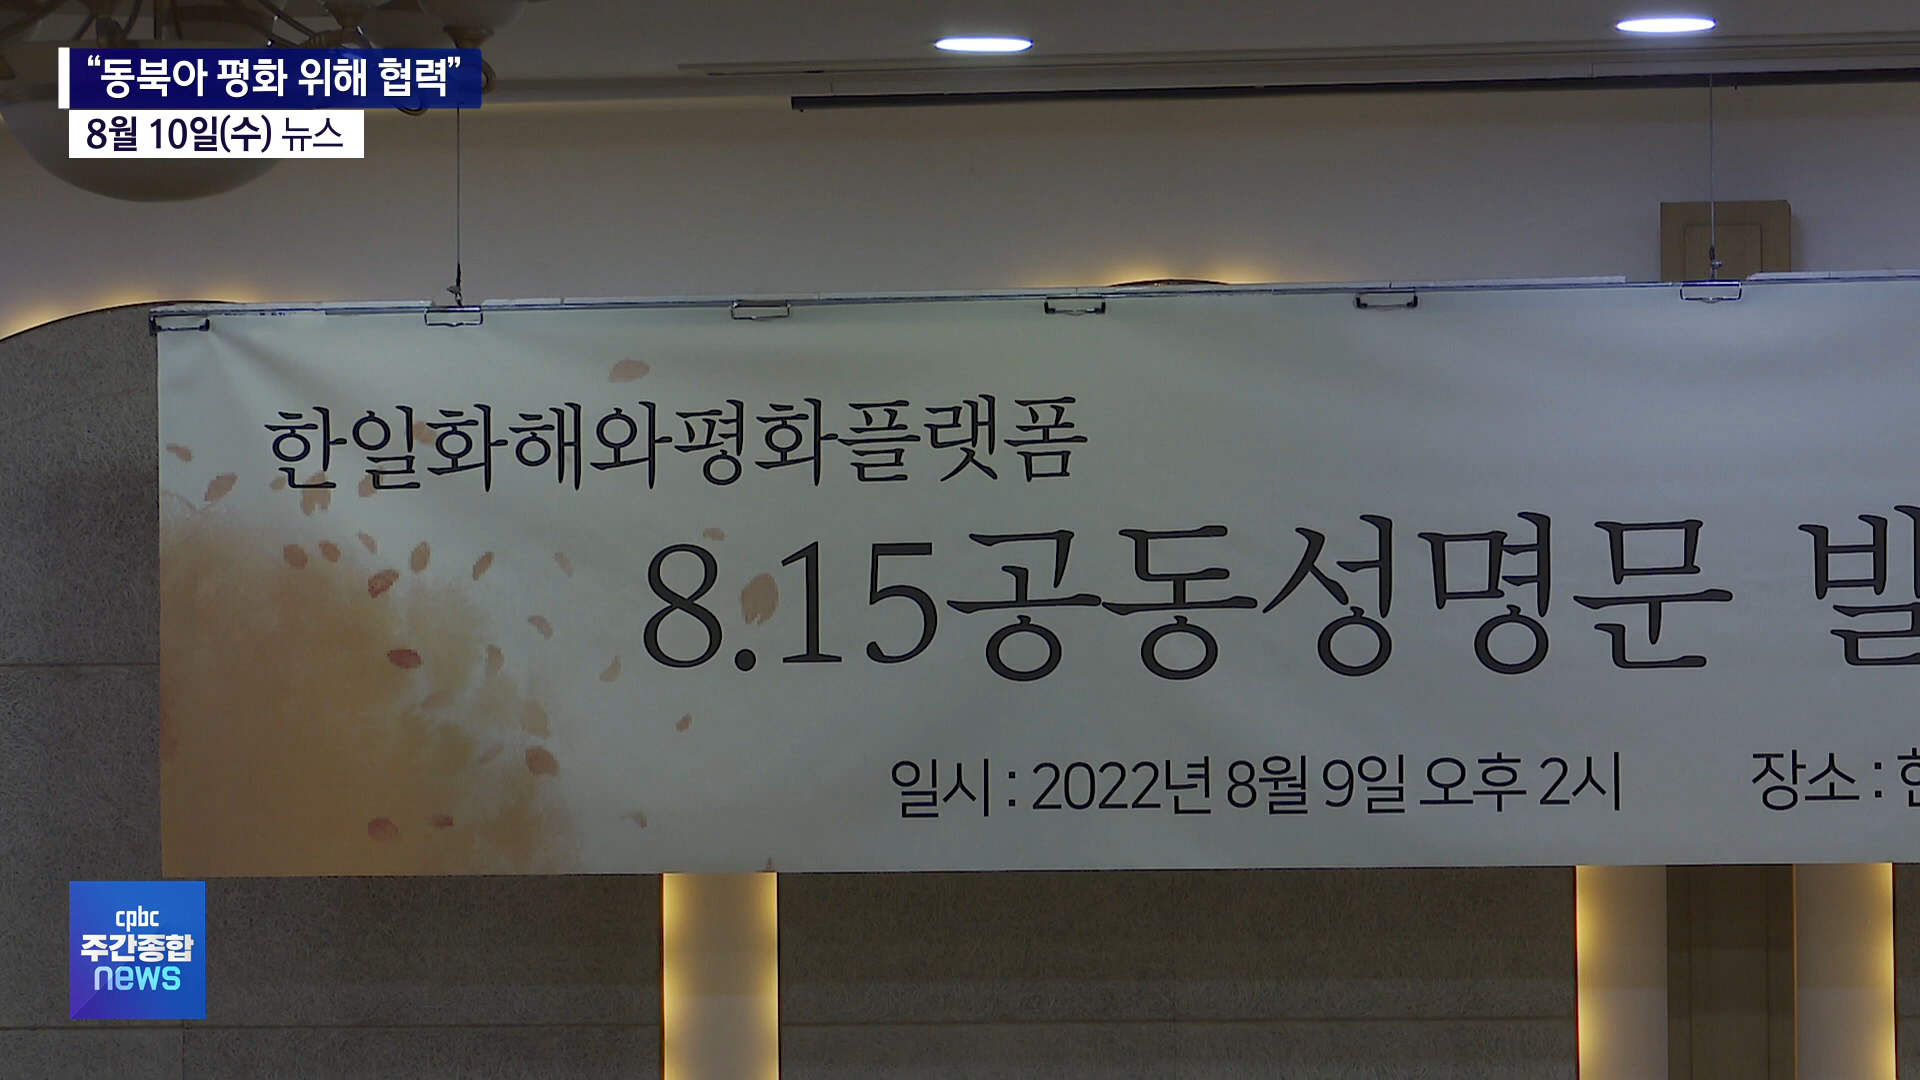 “동북아 평화 위해 협력”
8월 10일(수) 뉴스
한일화해와평화플랫폼
8.15공동성명문
일시 : 2022년 8월 9일 오후 2시 장소 :
cpbc
주간종합
news